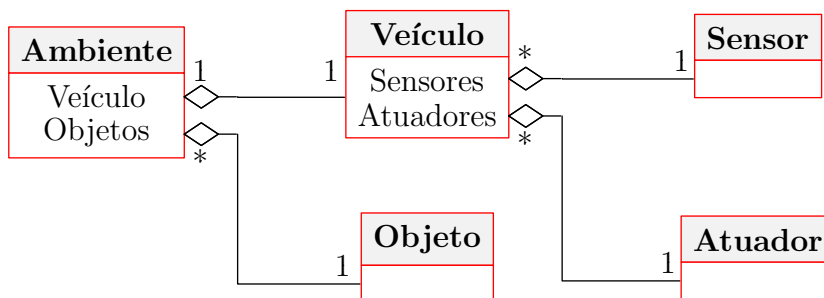 Ambiente
Veículo
Objetos
1
*
1
Veículo
Sensores
Atuadores
*
*
1
Sensor
1
Objeto
1
Atuador